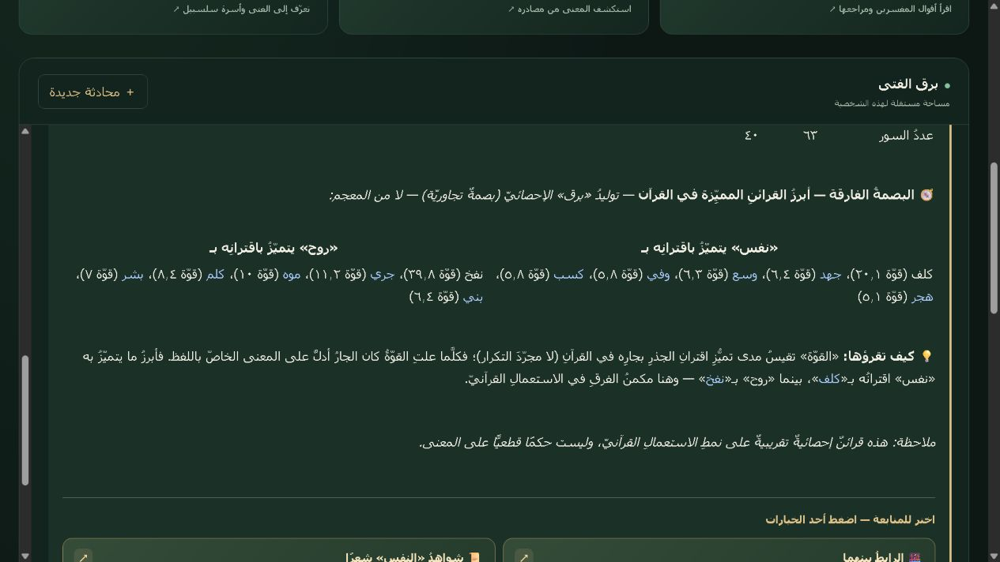 اقرأ أقوال المفسرين ومراجعها ↗
استكشف المعنى من مصادره ↗
تعرّف إلى الفتى وأسرة سلسبيل ↗
برق الفتى
مساحة مستقلة لهذه الشخصية
+ محادثة جديدة
عددُ السور ٦٣ ٤٠
🧭 البصمةُ الفارقة — أبرزُ القرائنِ المميّزة في القرآن — توليدُ «برق» الإحصائيّ (بصمةٌ تجاوريّة) — لا من المعجم:
«نفس» يتميّزُ باقترانِه بـ
كلف (قوّة ٢٠,١)، جهد (قوّة ٦,٤)، وسع (قوّة ٦,٣)، وفي (قوّة ٥,٨)، كسب (قوّة ٥,٨)،
هجر (قوّة ٥,١)
«روح» يتميّزُ باقترانِه بـ
نفخ (قوّة ٣٩,٨)، جري (قوّة ١١,٢)، موه (قوّة ١٠)، كلم (قوّة ٨,٤)، بشر (قوّة ٧)،
بني (قوّة ٦,٤)
💡 كيف تقرؤها: «القوّة» تقيسُ مدى تميُّزِ اقترانِ الجذرِ بجارِه في القرآنِ (لا مجرّدَ التكرار)؛ فكلَّما علتِ القوّةُ كان الجارُ أدلَّ على المعنى الخاصّ باللفظ. فأبرزُ ما يتميّزُ به
«نفس» اقترانُه بـ«كلف»، بينما «روح» بـ«نفخ» — وهنا مكمنُ الفرقِ في الاستعمالِ القرآنيّ.
ملاحظة: هذه قرائنُ إحصائيةٌ تقريبيةٌ على نمطِ الاستعمالِ القرآنيّ، وليست حكمًا قطعيًّا على المعنى.
اختر للمتابعة — اضغط أحد الخيارات
الرابطُ بينهما ↗
📜 شواهدُ «النفس» شعرًا ↗